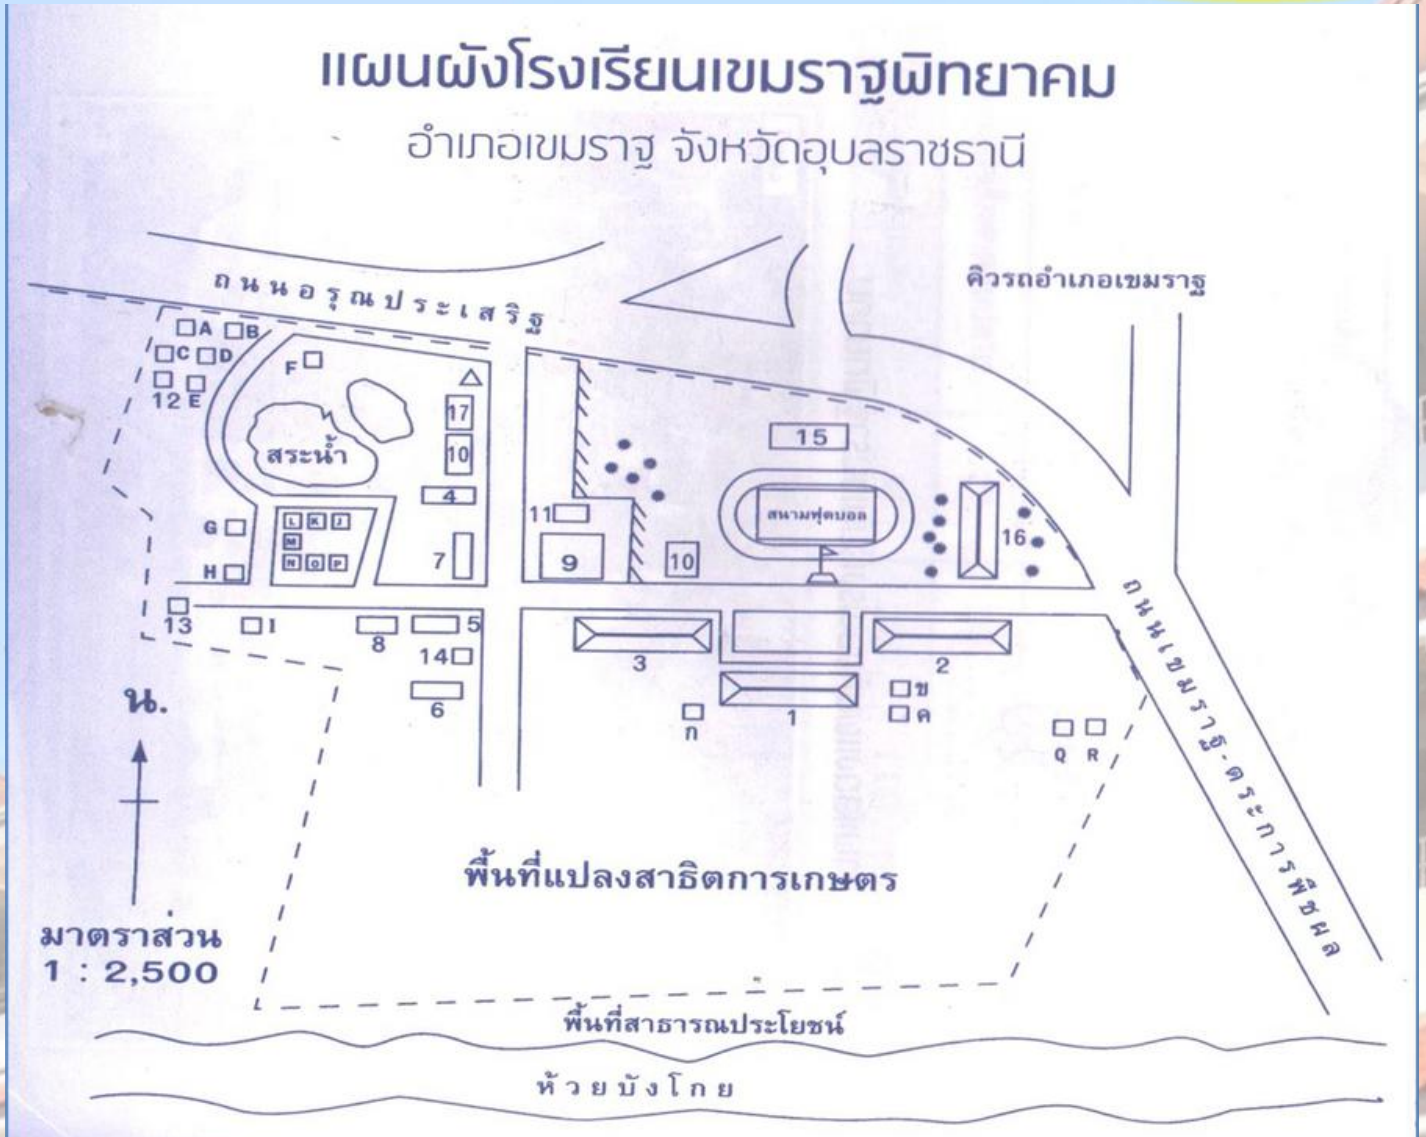 แผนผังโรงเรียนเขมราฐพิทยาคม
อำเภอเขมราฐ จังหวัดอุบลราชธานี
ถนนอรุณประเสริฐ
คิวรถอำเภอเขมราฐ
A B
C D
F
12 E
17
สระน้ำ
10
15
4
สนามฟุตบอล
11
16
G
L K J
M
N O P
7
9
10
H
13
I
8
5
14
6
3
2
1
ก
ข
ค
Q R
ถนนเขมราฐ-ตระการพืชผล
น.
พื้นที่แปลงสาธิตการเกษตร
มาตราส่วน
1 : 2,500
พื้นที่สาธารณประโยชน์
ห้วยบังโกย